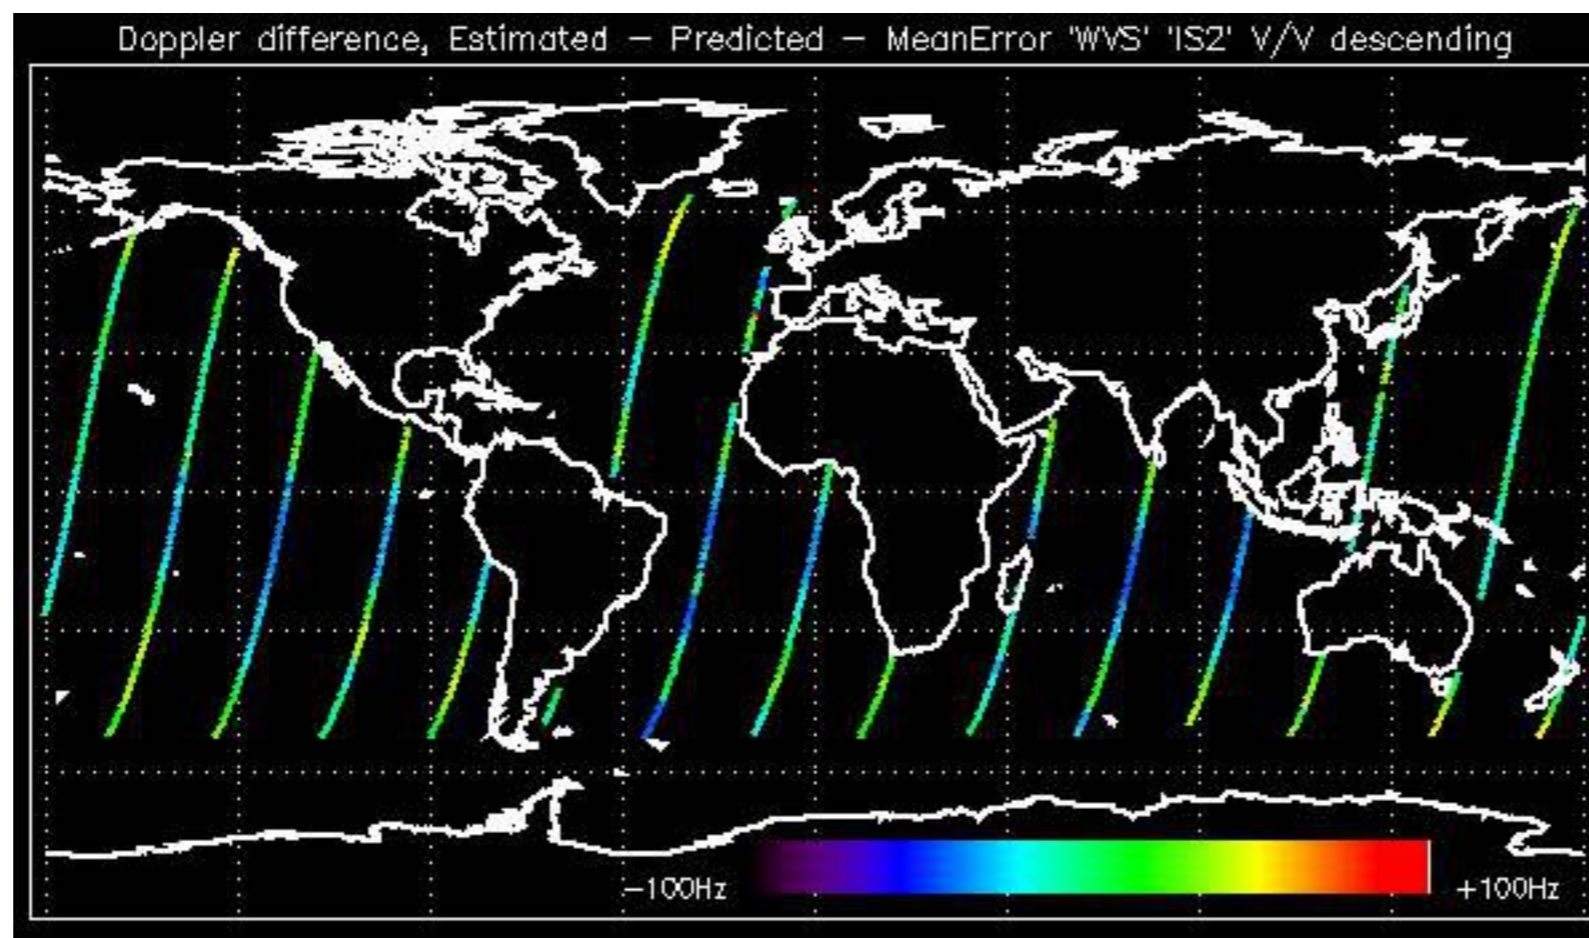 Doppler difference, Estimated – Predicted – MeanError 'WVS' 'IS2' V/V descending
–100Hz
+100Hz